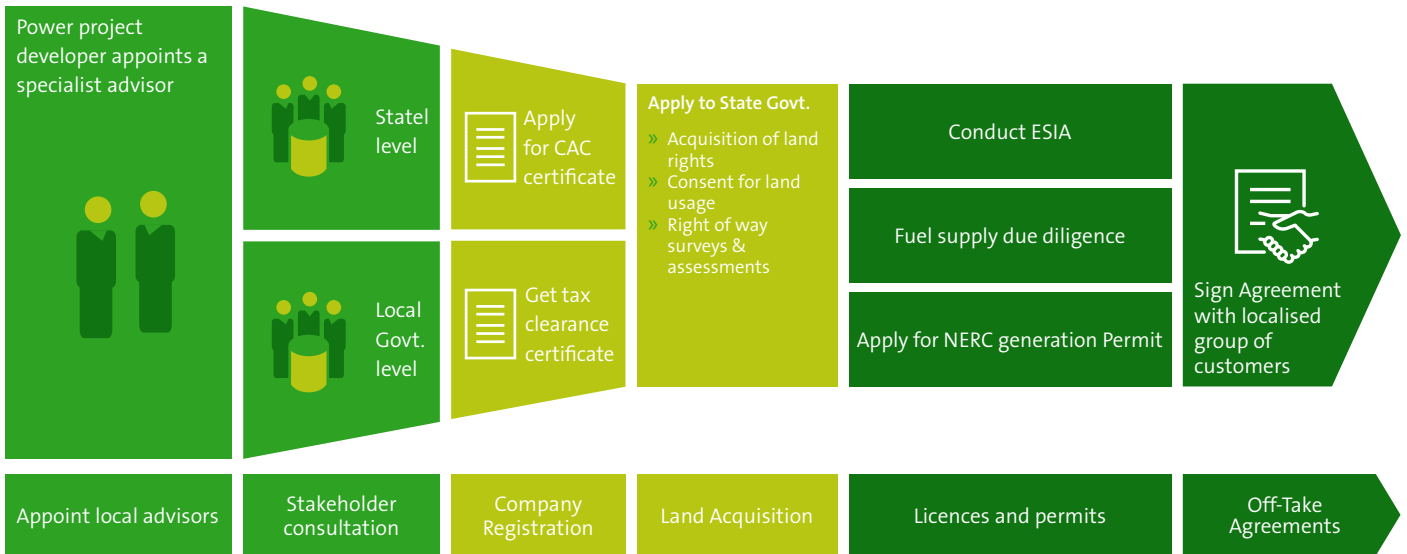 Power project
developer appoints a
specialist advisor
Statel
level
Local
Govt.
level
Apply
for CAC
certificate
Get tax
clearance
certificate
Apply to State Govt.
» Acquisition of land
rights
» Consent for land
usage
» Right of way
surveys &
assessments
Conduct ESIA
Fuel supply due diligence
Apply for NERC generation Permit
Sign Agreement
with localised
group of
customers
Appoint local advisors
Stakeholder
consultation
Company
Registration
Land Acquisition
Licences and permits
Off-Take
Agreements